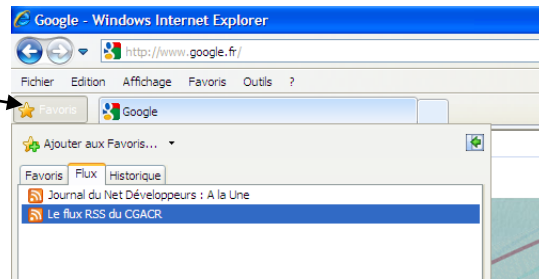 Google - Windows Internet Explorer
http://www.google.fr/
Fichier Edition Affichage Favoris Outils ?
Favoris Google
Ajouter aux Favoris...
Favoris Flux Historique
Journal du Net Développeurs : A la Une
Le flux RSS du CGACR